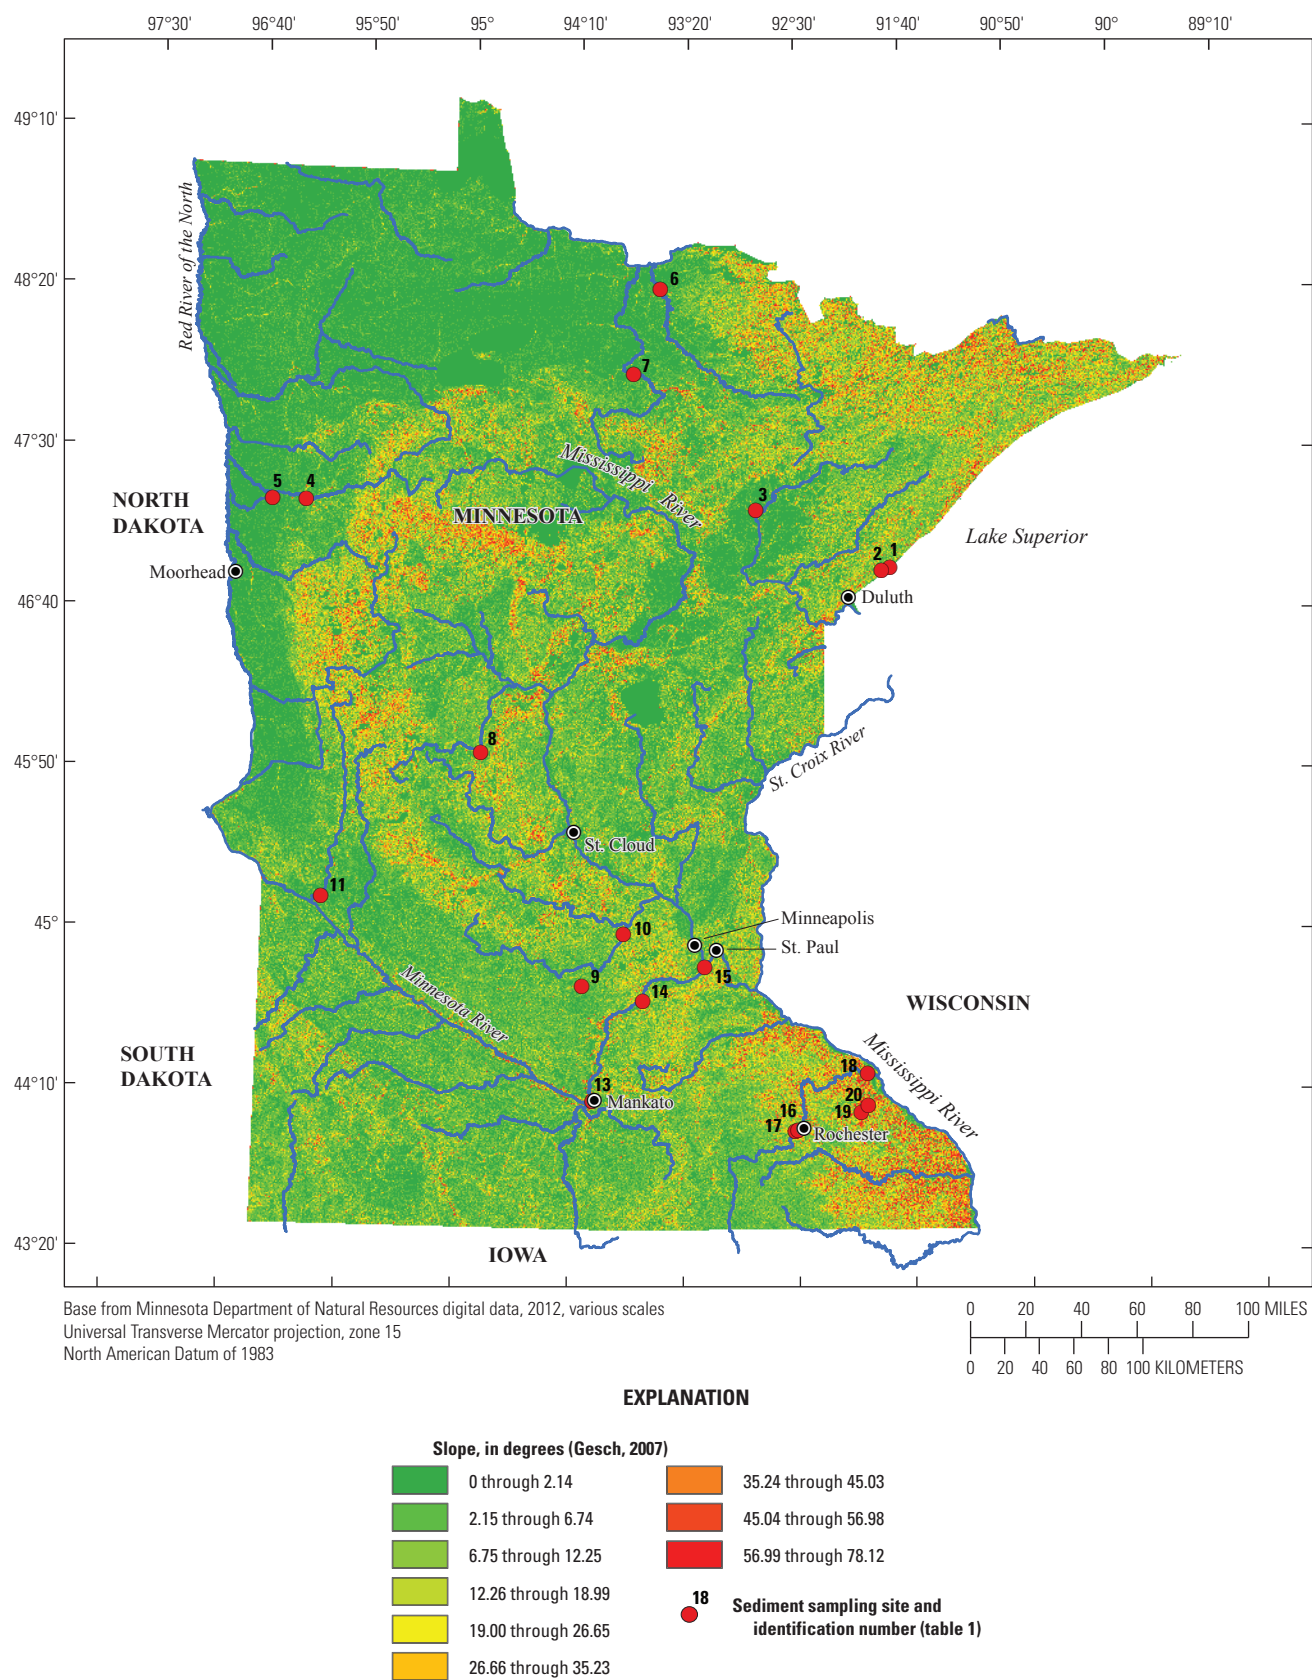 97°30' 96°40' 95°50' 95° 94°10' 93°20' 92°30' 91°40' 90°50' 90° 89°10'
49°10'
48°20'
47°30'
46°40'
45°50'
45°
44°10'
43°20'
Red River of the North
6
7
Mississippi River
5
4
3
NORTH
DAKOTA
MINNESOTA
Lake Superior
2
1
Moorhead
Duluth
8
St. Croix River
St. Cloud
11
10
Minneapolis
St. Paul
9
14
15
Minnesota River
WISCONSIN
SOUTH
DAKOTA
Mississippi River
18
13
Mankato
20
19
16
17
Rochester
IOWA
Base from Minnesota Department of Natural Resources digital data, 2012, various scales
Universal Transverse Mercator projection, zone 15
North American Datum of 1983
0 20 40 60 80 100 MILES
0 20 40 60 80 100 KILOMETERS
EXPLANATION
Slope, in degrees (Gesch, 2007)
0 through 2.14
2.15 through 6.74
6.75 through 12.25
12.26 through 18.99
19.00 through 26.65
26.66 through 35.23
35.24 through 45.03
45.04 through 56.98
56.99 through 78.12
18
Sediment sampling site and
identification number (table 1)